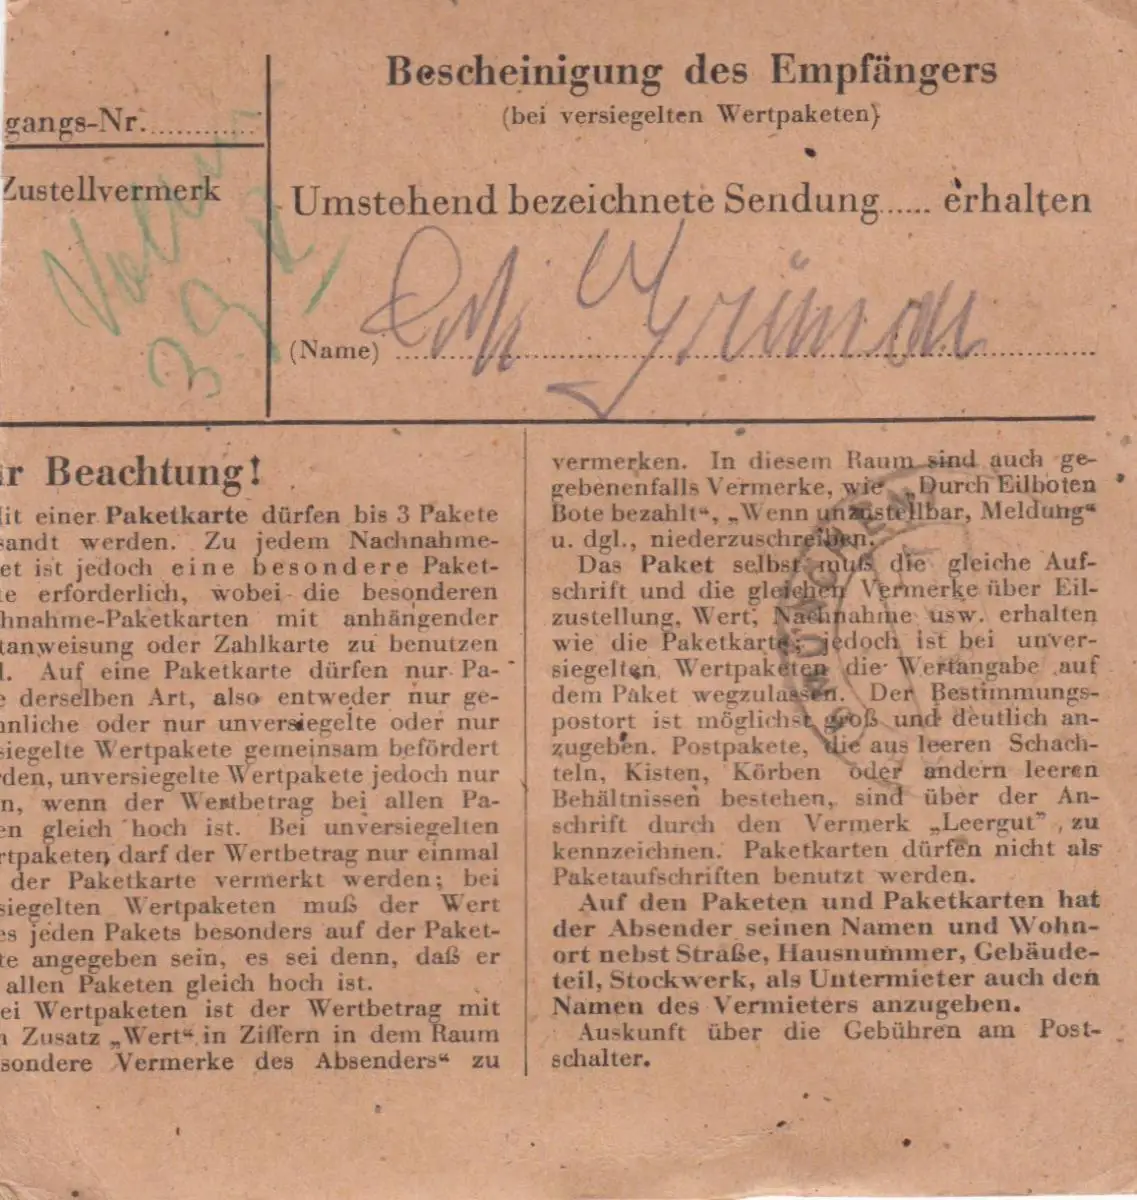 Bescheinigung des Empfängers
(bei versiegelten Wertpaketen)
gangs-Nr.
Zustellvermerk
Umstehend bezeichnete Sendung..... erhalten
(Name)
r Beachtung!
it einer Paketkarte dürfen bis 3 Pakete
sandt werden. Zu jedem Nachnahme-
et ist jedoch eine besondere Paket-
e erforderlich, wobei die besonderen
hnahme-Paketkarten mit anhängender
tanweisung oder Zahlkarte zu benutzen
l. Auf eine Paketkarte dürfen nur Pa-
e derselben Art, also entweder nur ge-
hnliche oder nur unversiegelte oder nur
siegelte Wertpakete gemeinsam befördert
rden, unversiegelte Wertpakete jedoch nur
n, wenn der Wertbetrag bei allen Pa-
en gleich hoch ist. Bei unversiegelten
rtpaketen darf der Wertbetrag nur einmal
der Paketkarte vermerkt werden; bei
siegelten Wertpaketen muß der Wert
es jeden Pakets besonders auf der Paket-
te angegeben sein, es sei denn, daß er
allen Paketen gleich hoch ist.
ei Wertpaketen ist der Wertbetrag mit
Zusatz „Wert“ in Ziffern in dem Raum
sondere Vermerke des Absenders“ zu
vermerken. In diesem Raum sind auch ge-
gebenenfalls Vermerke, wie „Durch Eilboten
Bote bezahlt“, „Wenn unzustellbar, Meldung“
u. dgl., niederzuschreiben.
Das Paket selbst muß die gleiche Auf-
schrift und die gleichen Vermerke über Eil-
zustellung, Wert, Nachnahme usw. erhalten
wie die Paketkarte; jedoch ist bei unver-
siegelten Wertpaketen die Wertangabe auf
dem Paket wegzulassen. Der Bestimmungs-
postort ist möglichst groß und deutlich an-
zugeben. Postpakete, die aus leeren Schach-
teln, Kisten, Körben oder andern leeren
Behältnissen bestehen, sind über der An-
schrift durch den Vermerk „Leergut”, zu
kennzeichnen. Paketkarten dürfen nicht als
Paketaufschriften benutzt werden.
Auf den Paketen und Paketkarten hat
der Absender seinen Namen und Wohn-
ort nebst Straße, Hausnummer, Gebäude-
teil, Stockwerk, als Untermieter auch den
Namen des Vermieters anzugeben.
Auskunft über die Gebühren am Post-
schalter.